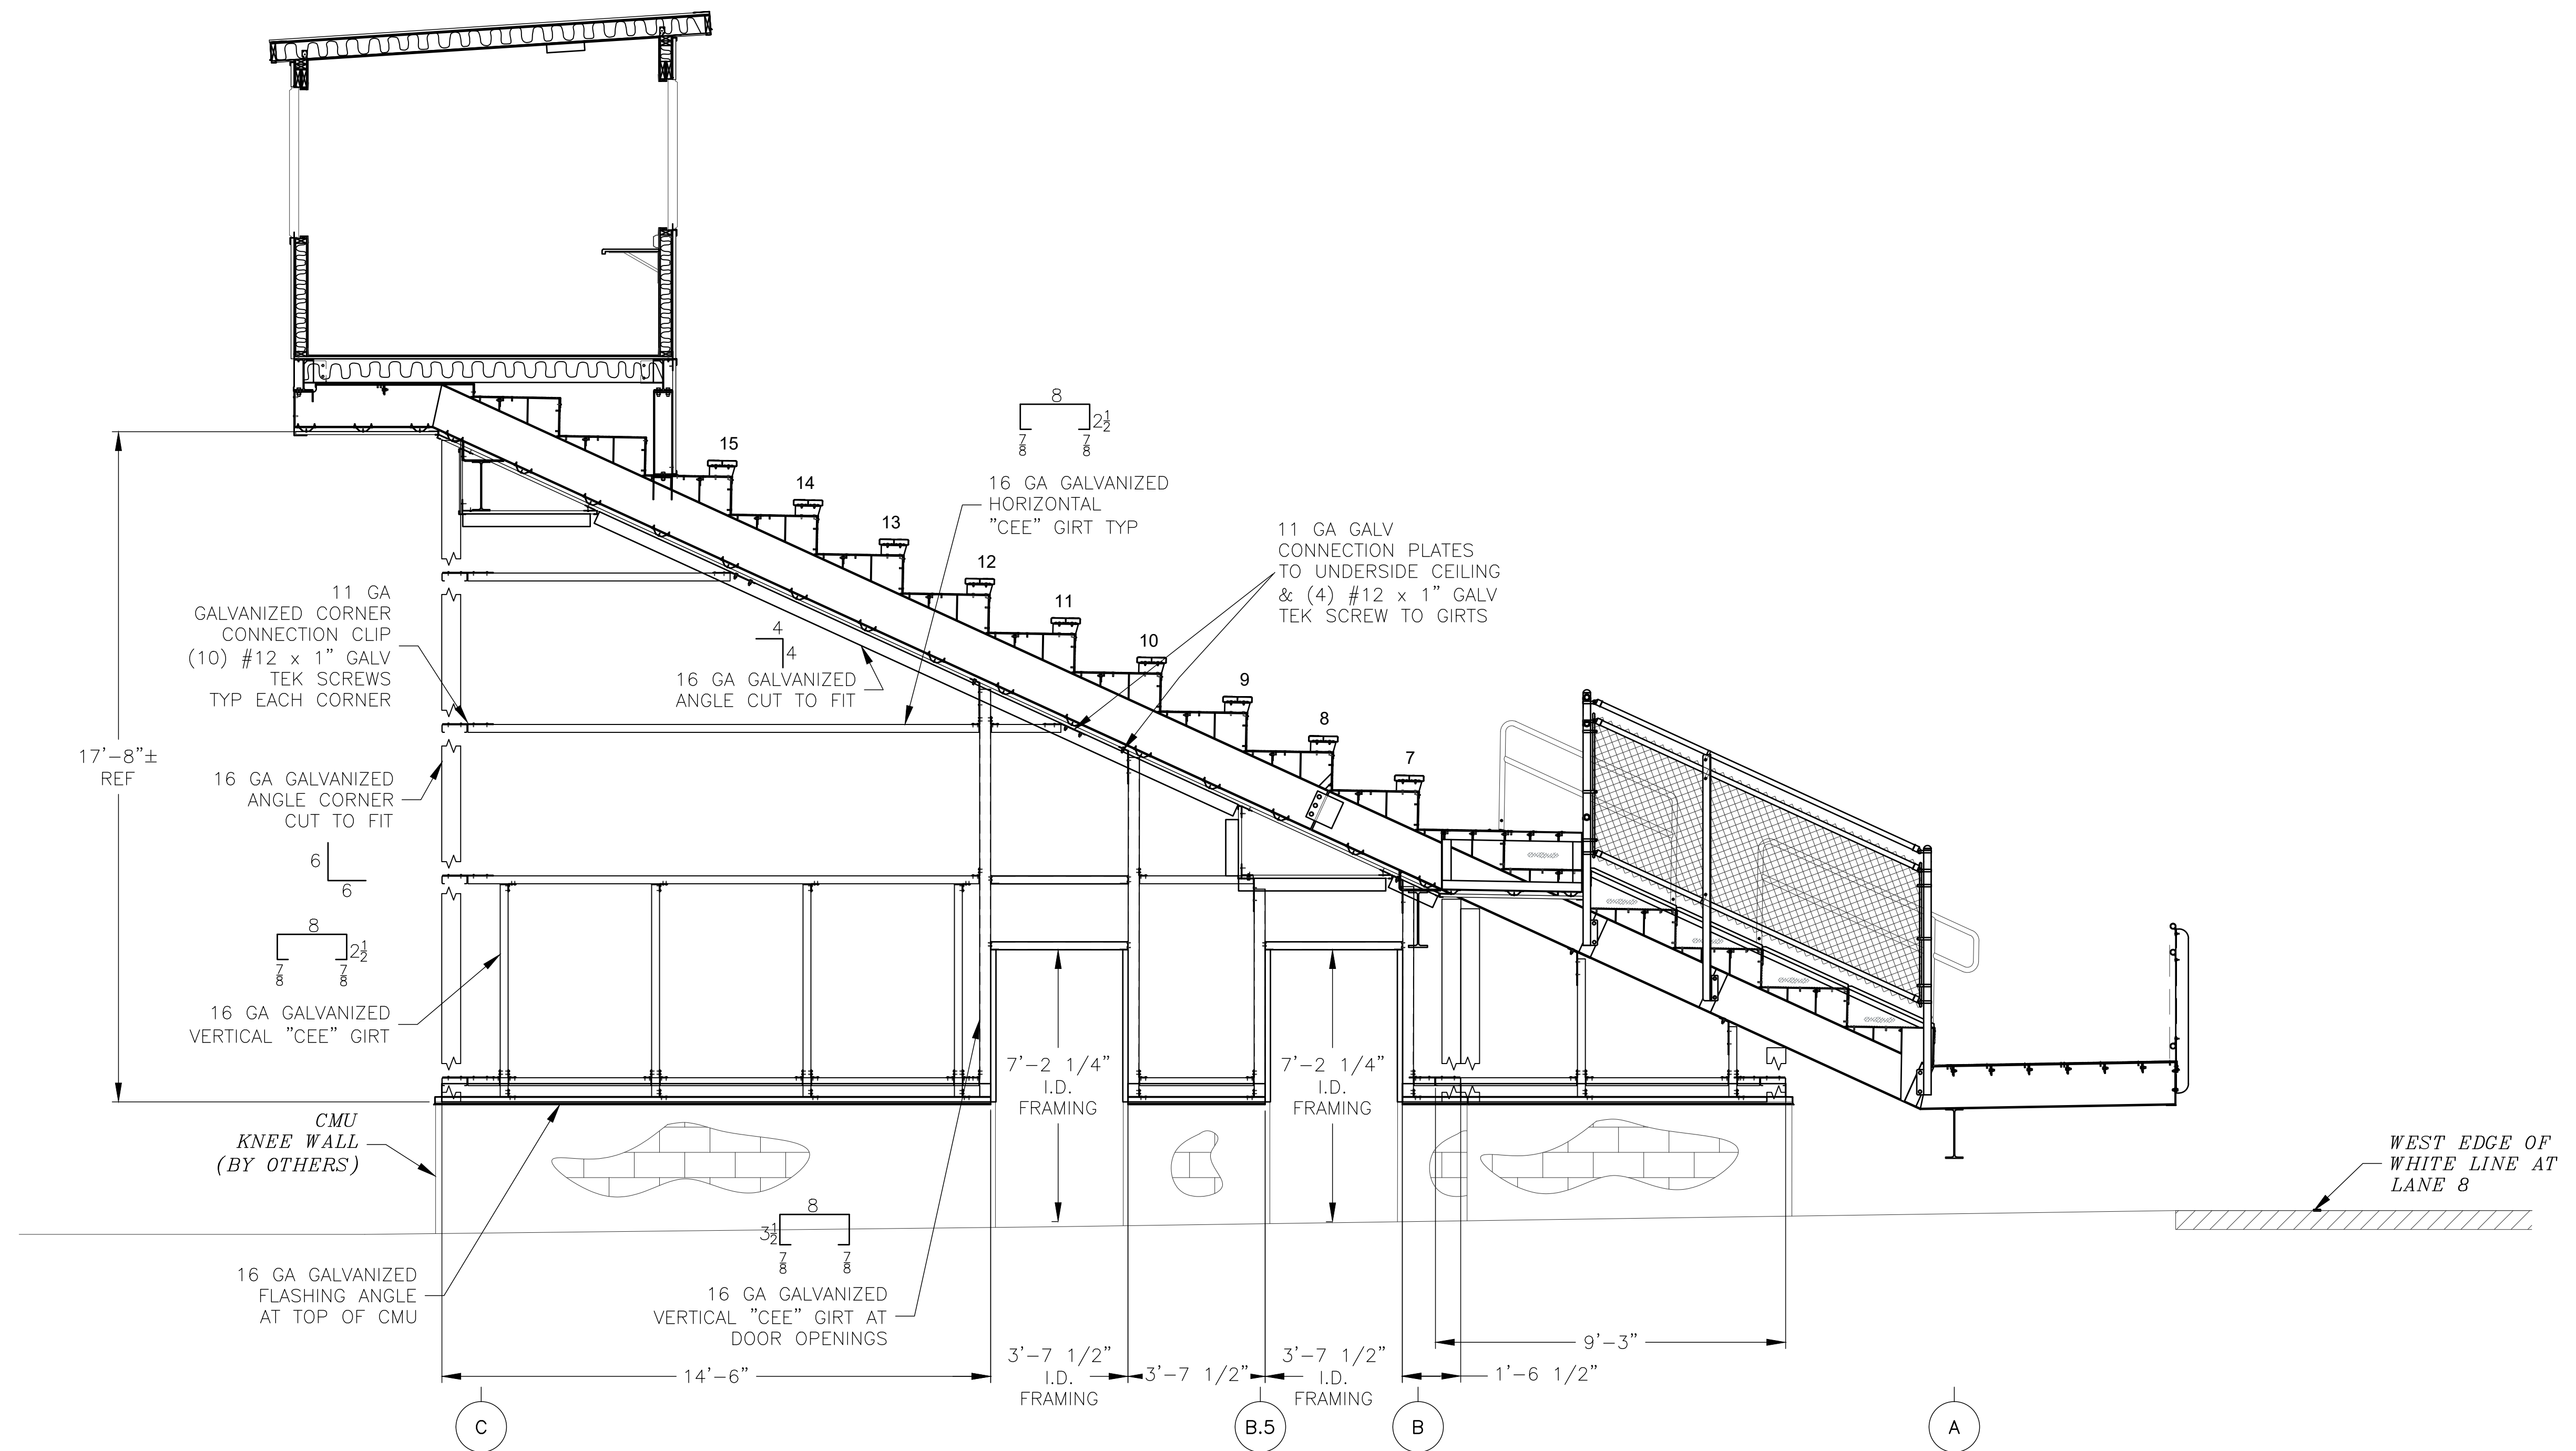 15
14
13
12
11
10
9
8
7
8
2 1/2
7/8
7/8
16 GA GALVANIZED
HORIZONTAL
"CEE" GIRT TYP
11 GA GALV
CONNECTION PLATES
TO UNDERSIDE CEILING
& (4) #12 x 1" GALV
TEK SCREW TO GIRTS
11 GA
GALVANIZED CORNER
CONNECTION CLIP
(10) #12 x 1" GALV
TEK SCREWS
TYP EACH CORNER
4
4
16 GA GALVANIZED
ANGLE CUT TO FIT
17'-8"±
REF
16 GA GALVANIZED
ANGLE CORNER
CUT TO FIT
6
6
8
2 1/2
7/8
7/8
16 GA GALVANIZED
VERTICAL "CEE" GIRT
7'-2 1/4"
I.D.
FRAMING
7'-2 1/4"
I.D.
FRAMING
CMU
KNEE WALL
(BY OTHERS)
WEST EDGE OF
WHITE LINE AT
LANE 8
8
3 1/2
7/8
7/8
16 GA GALVANIZED
FLASHING ANGLE
AT TOP OF CMU
16 GA GALVANIZED
VERTICAL "CEE" GIRT AT
DOOR OPENINGS
9'-3"
14'-6"
3'-7 1/2"
I.D.
FRAMING
3'-7 1/2"
3'-7 1/2"
I.D.
FRAMING
1'-6 1/2"
C
B.5
B
A